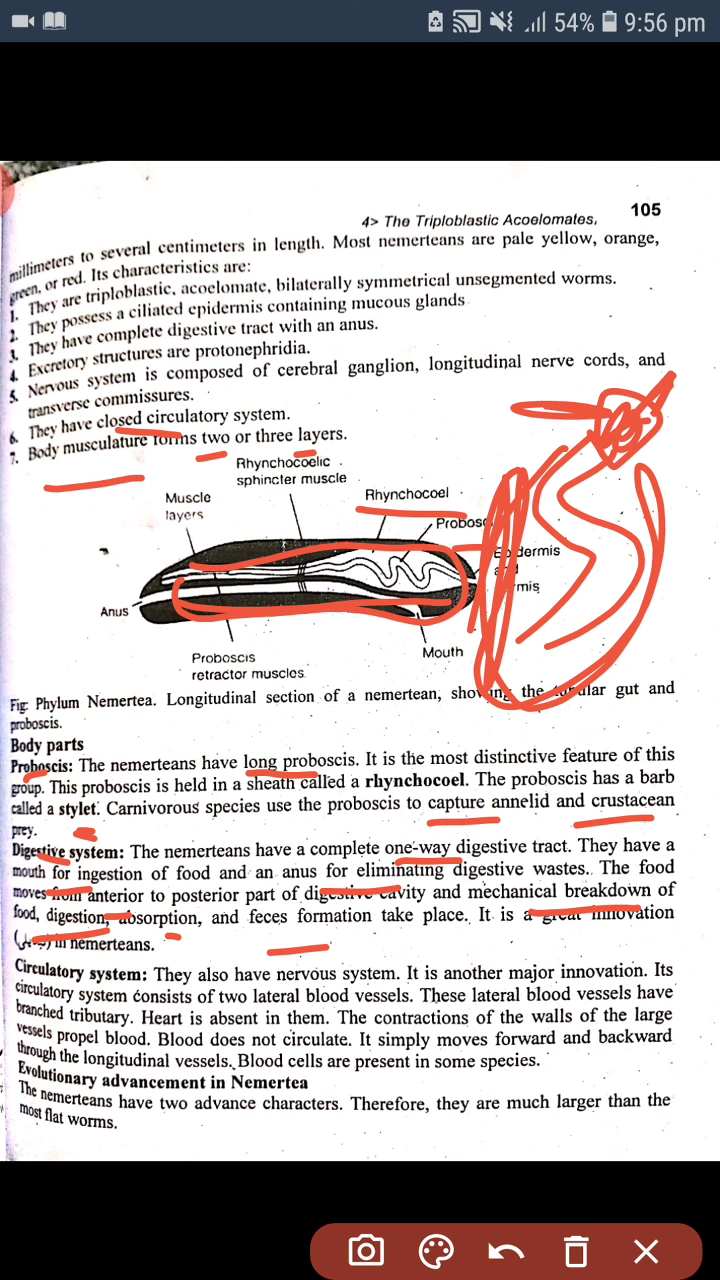 54% 9:56 pm
4> The Triploblastic Acoelomates, 105
millimeters to several centimeters in length. Most nemerteans are pale yellow, orange,
green, or red. Its characteristics are:
1. They are triploblastic, acoelomate, bilaterally symmetrical unsegmented worms.
2. They possess a ciliated epidermis containing mucous glands
3. They have complete digestive tract with an anus.
4. Excretory structures are protonephridia.
5. Nervous system is composed of cerebral ganglion, longitudinal nerve cords, and
transverse commissures.
6. They have closed circulatory system.
7. Body musculature forms two or three layers.
Rhynchocoelic
sphincter muscle
Muscle
layers
Rhynchocoel
Probosc
Epidermis
Anus
Proboscis
retractor muscles
Mouth
Fig: Phylum Nemertea. Longitudinal section of a nemertean, showing the tubular gut and
proboscis.
Body parts
Proboscis: The nemerteans have long proboscis. It is the most distinctive feature of this
group. This proboscis is held in a sheath called a rhynchocoel. The proboscis has a barb
called a stylet. Carnivorous species use the proboscis to capture annelid and crustacean
prey.
Digestive system: The nemerteans have a complete one-way digestive tract. They have a
mouth for ingestion of food and an anus for eliminating digestive wastes. The food
moves from anterior to posterior part of digestive cavity and mechanical breakdown of
food, digestion, absorption, and feces formation take place. It is a great innovation
in nemerteans.
Circulatory system: They also have nervous system. It is another major innovation. Its
circulatory system consists of two lateral blood vessels. These lateral blood vessels have
branched tributary. Heart is absent in them. The contractions of the walls of the large
vessels propel blood. Blood does not circulate. It simply moves forward and backward
through the longitudinal vessels. Blood cells are present in some species.
Evolutionary advancement in Nemertea
The nemerteans have two advance characters. Therefore, they are much larger than the
most flat worms.